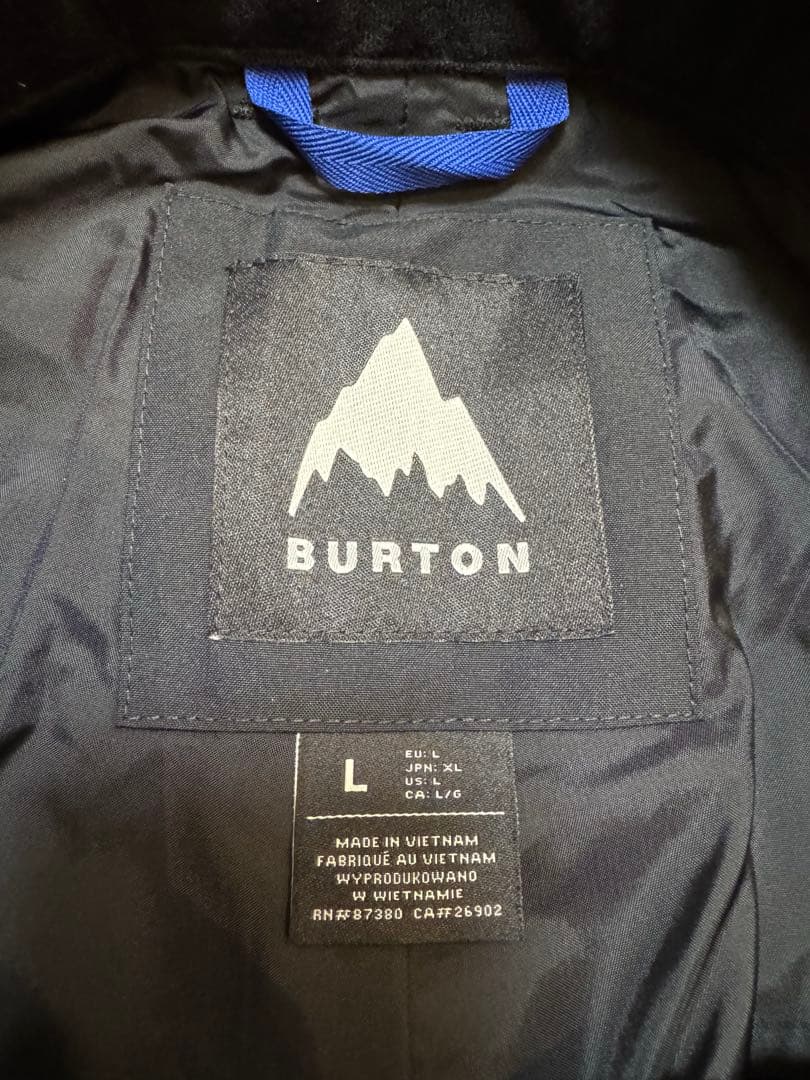 BURTON
L
EU: L
JPN: XL
US: L
CA: L/G
MADE IN VIETNAM
FABRIQUÉ AU VIETNAM
WYPRODUKOWANO
W WIETNAMIE
RN#87380 CA#26902